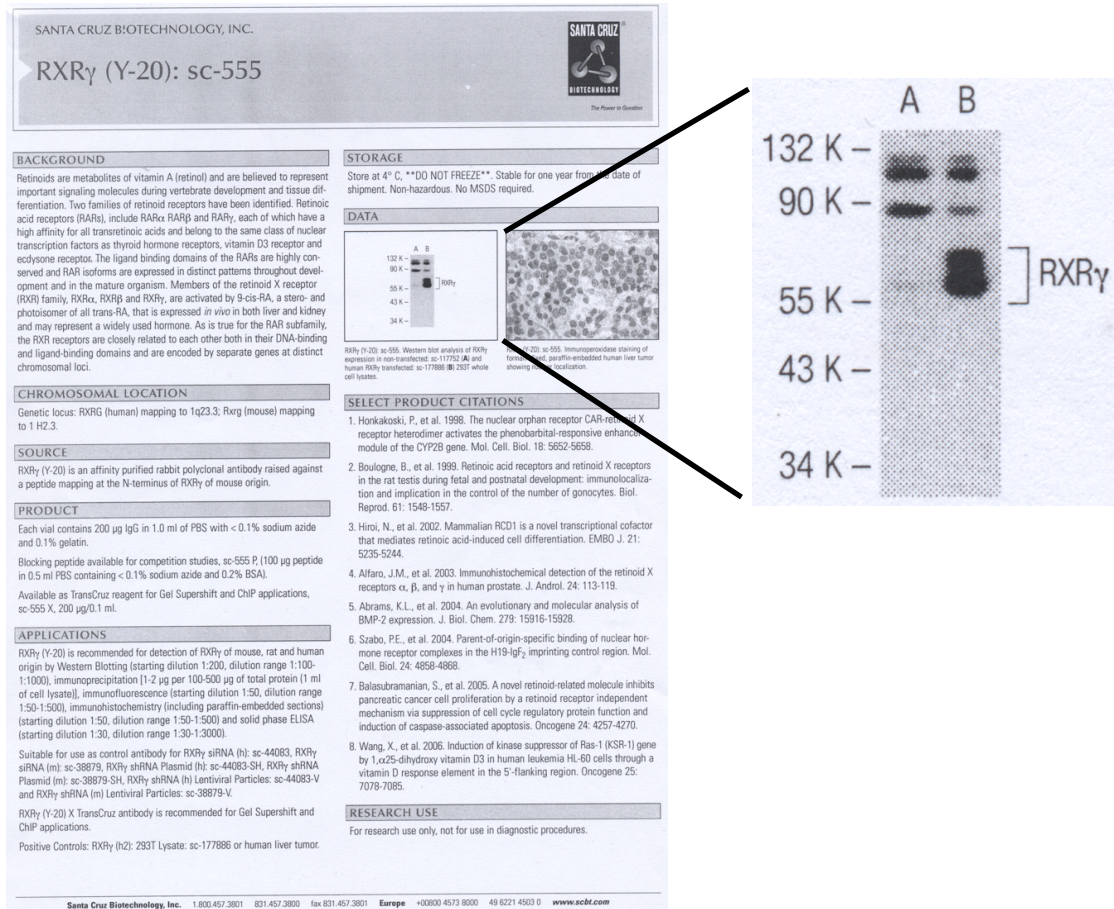 SANTA CRUZ BIOTECHNOLOGY, INC.
RXRγ (Y-20): sc-555
SANTA CRUZ
BIOTECHNOLOGY
The Power to Question
BACKGROUND
Retinoids are metabolites of vitamin A (retinol) and are believed to represent
important signaling molecules during vertebrate development and tissue dif-
ferentiation. Two families of retinoid receptors have been identified. Retinoic
acid receptors (RARs), include RARα RARβ and RARγ, each of which have a
high affinity for all transretinoic acids and belong to the same class of nuclear
transcription factors as thyroid hormone receptors, vitamin D3 receptor and
ecdysone receptor. The ligand binding domains of the RARs are highly con-
served and RAR isoforms are expressed in distinct patterns throughout devel-
opment and in the mature organism. Members of the retinoid X receptor
(RXR) family, RXRα, RXRβ and RXRγ, are activated by 9-cis-RA, a stero- and
photoisomer of all trans-RA, that is expressed in vivo in both liver and kidney
and may represent a widely used hormone. As is true for the RAR subfamily,
the RXR receptors are closely related to each other both in their DNA-binding
and ligand-binding domains and are encoded by separate genes at distinct
chromosomal loci.
CHROMOSOMAL LOCATION
Genetic locus: RXRG (human) mapping to 1q23.3; Rxrg (mouse) mapping
to 1 H2.3.
SOURCE
RXRγ (Y-20) is an affinity purified rabbit polyclonal antibody raised against
a peptide mapping at the N-terminus of RXRγ of mouse origin.
PRODUCT
Each vial contains 200 µg IgG in 1.0 ml of PBS with < 0.1% sodium azide
and 0.1% gelatin.
Blocking peptide available for competition studies, sc-555 P, (100 µg peptide
in 0.5 ml PBS containing < 0.1% sodium azide and 0.2% BSA).
Available as TransCruz reagent for Gel Supershift and ChIP applications,
sc-555 X, 200 µg/0.1 ml.
APPLICATIONS
RXRγ (Y-20) is recommended for detection of RXRγ of mouse, rat and human
origin by Western Blotting (starting dilution 1:200, dilution range 1:100-
1:1000), immunoprecipitation [1-2 µg per 100-500 µg of total protein (1 ml
of cell lysate)], immunofluorescence (starting dilution 1:50, dilution range
1:50-1:500), immunohistochemistry (including paraffin-embedded sections)
(starting dilution 1:50, dilution range 1:50-1:500) and solid phase ELISA
(starting dilution 1:30, dilution range 1:30-1:3000).
Suitable for use as control antibody for RXRγ siRNA (h): sc-44083, RXRγ
siRNA (m): sc-38879, RXRγ shRNA Plasmid (h): sc-44083-SH, RXRγ shRNA
Plasmid (m): sc-38879-SH, RXRγ shRNA (h) Lentiviral Particles: sc-44083-V
and RXRγ shRNA (m) Lentiviral Particles: sc-38879-V.
RXRγ (Y-20) X TransCruz antibody is recommended for Gel Supershift and
ChIP applications.
Positive Controls: RXRγ (h2): 293T Lysate: sc-177886 or human liver tumor.
STORAGE
Store at 4° C, **DO NOT FREEZE**. Stable for one year from the date of
shipment. Non-hazardous. No MSDS required.
DATA
A B
132 K –
90 K –
55 K –
43 K –
34 K –
RXRγ
RXRγ (Y-20): sc-555. Western blot analysis of RXRγ
expression in non-transfected: sc-117752 (A) and
human RXRγ transfected: sc-177886 (B) 293T whole
cell lysates.
(Y-20): sc-555. Immunoperoxidase staining of
paraffin-embedded human liver tumor
showing localization.
SELECT PRODUCT CITATIONS
1. Honkakoski, P., et al. 1998. The nuclear orphan receptor CAR-retinoid X
receptor heterodimer activates the phenobarbital-responsive enhancer
module of the CYP2B gene. Mol. Cell. Biol. 18: 5652-5658.
2. Boulogne, B., et al. 1999. Retinoic acid receptors and retinoid X receptors
in the rat testis during fetal and postnatal development: immunolocaliza-
tion and implication in the control of the number of gonocytes. Biol.
Reprod. 61: 1548-1557.
3. Hiroi, N., et al. 2002. Mammalian RCD1 is a novel transcriptional cofactor
that mediates retinoic acid-induced cell differentiation. EMBO J. 21:
5235-5244.
4. Alfaro, J.M., et al. 2003. Immunohistochemical detection of the retinoid X
receptors α, β, and γ in human prostate. J. Androl. 24: 113-119.
5. Abrams, K.L., et al. 2004. An evolutionary and molecular analysis of
BMP-2 expression. J. Biol. Chem. 279: 15916-15928.
6. Szabo, P.E., et al. 2004. Parent-of-origin-specific binding of nuclear hor-
mone receptor complexes in the H19-IgF2 imprinting control region. Mol.
Cell. Biol. 24: 4858-4868.
7. Balasubramanian, S., et al. 2005. A novel retinoid-related molecule inhibits
pancreatic cancer cell proliferation by a retinoid receptor independent
mechanism via suppression of cell cycle regulatory protein function and
induction of caspase-associated apoptosis. Oncogene 24: 4257-4270.
8. Wang, X., et al. 2006. Induction of kinase suppressor of Ras-1 (KSR-1) gene
by 1,α25-dihydroxy vitamin D3 in human leukemia HL-60 cells through a
vitamin D response element in the 5'-flanking region. Oncogene 25:
7078-7085.
RESEARCH USE
For research use only, not for use in diagnostic procedures.
Santa Cruz Biotechnology, Inc. 1.800.457.3801 831.457.3800 fax 831.457.3801 Europe +00800 4573 8000 49 6221 4503 0 www.scbt.com
A B
132 K –
90 K –
RXRγ
55 K –
43 K –
34 K –